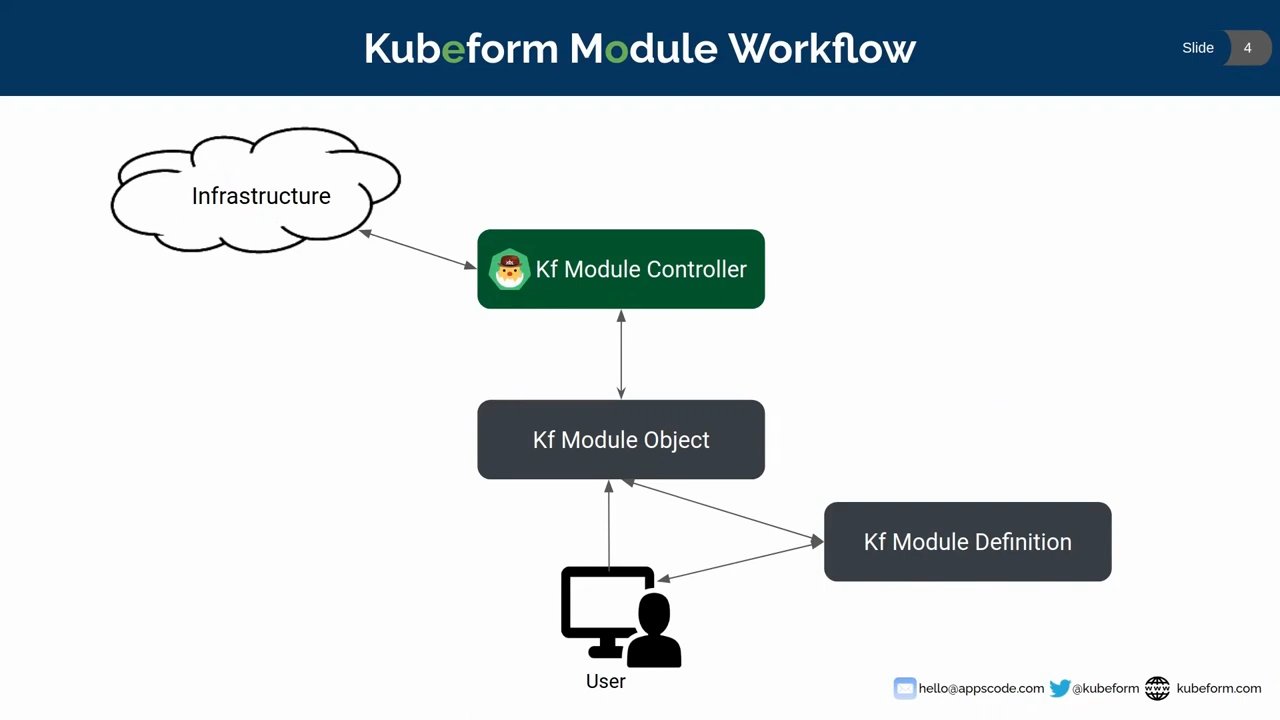 Kubeform Module Workflow
Slide 4
Infrastructure
Kf Module Controller
Kf Module Object
Kf Module Definition
User
hello@appscode.com @kubeform kubeform.com